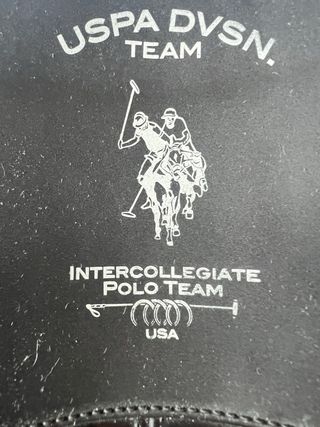 USPA DVSN.
TEAM
INTERCOLLEGIATE
POLO TEAM
USA